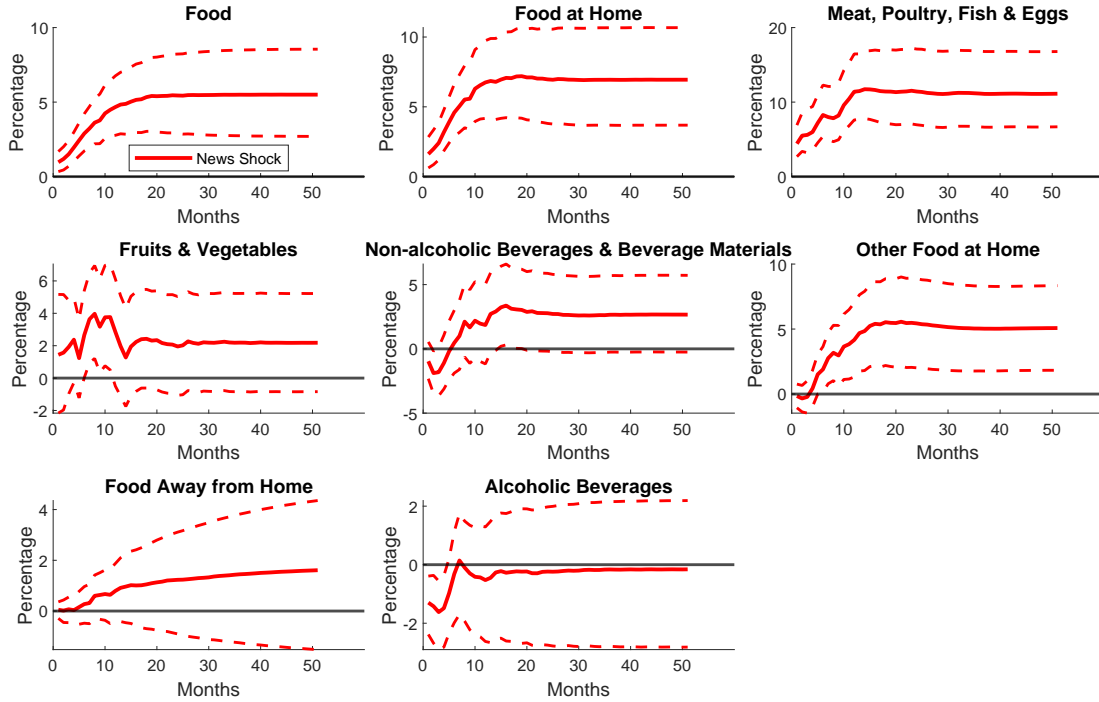 Food
Percentage
10
5
0
News Shock
0 10 20 30 40 50
Months
Food at Home
Percentage
10
5
0
0 10 20 30 40 50
Months
Meat, Poultry, Fish & Eggs
Percentage
20
10
0
0 10 20 30 40 50
Months
Fruits & Vegetables
Percentage
6
4
2
0
-2
0 10 20 30 40 50
Months
Non-alcoholic Beverages & Beverage Materials
Percentage
5
0
-5
0 10 20 30 40 50
Months
Other Food at Home
Percentage
10
5
0
0 10 20 30 40 50
Months
Food Away from Home
Percentage
4
2
0
0 10 20 30 40 50
Months
Alcoholic Beverages
Percentage
2
0
-2
0 10 20 30 40 50
Months